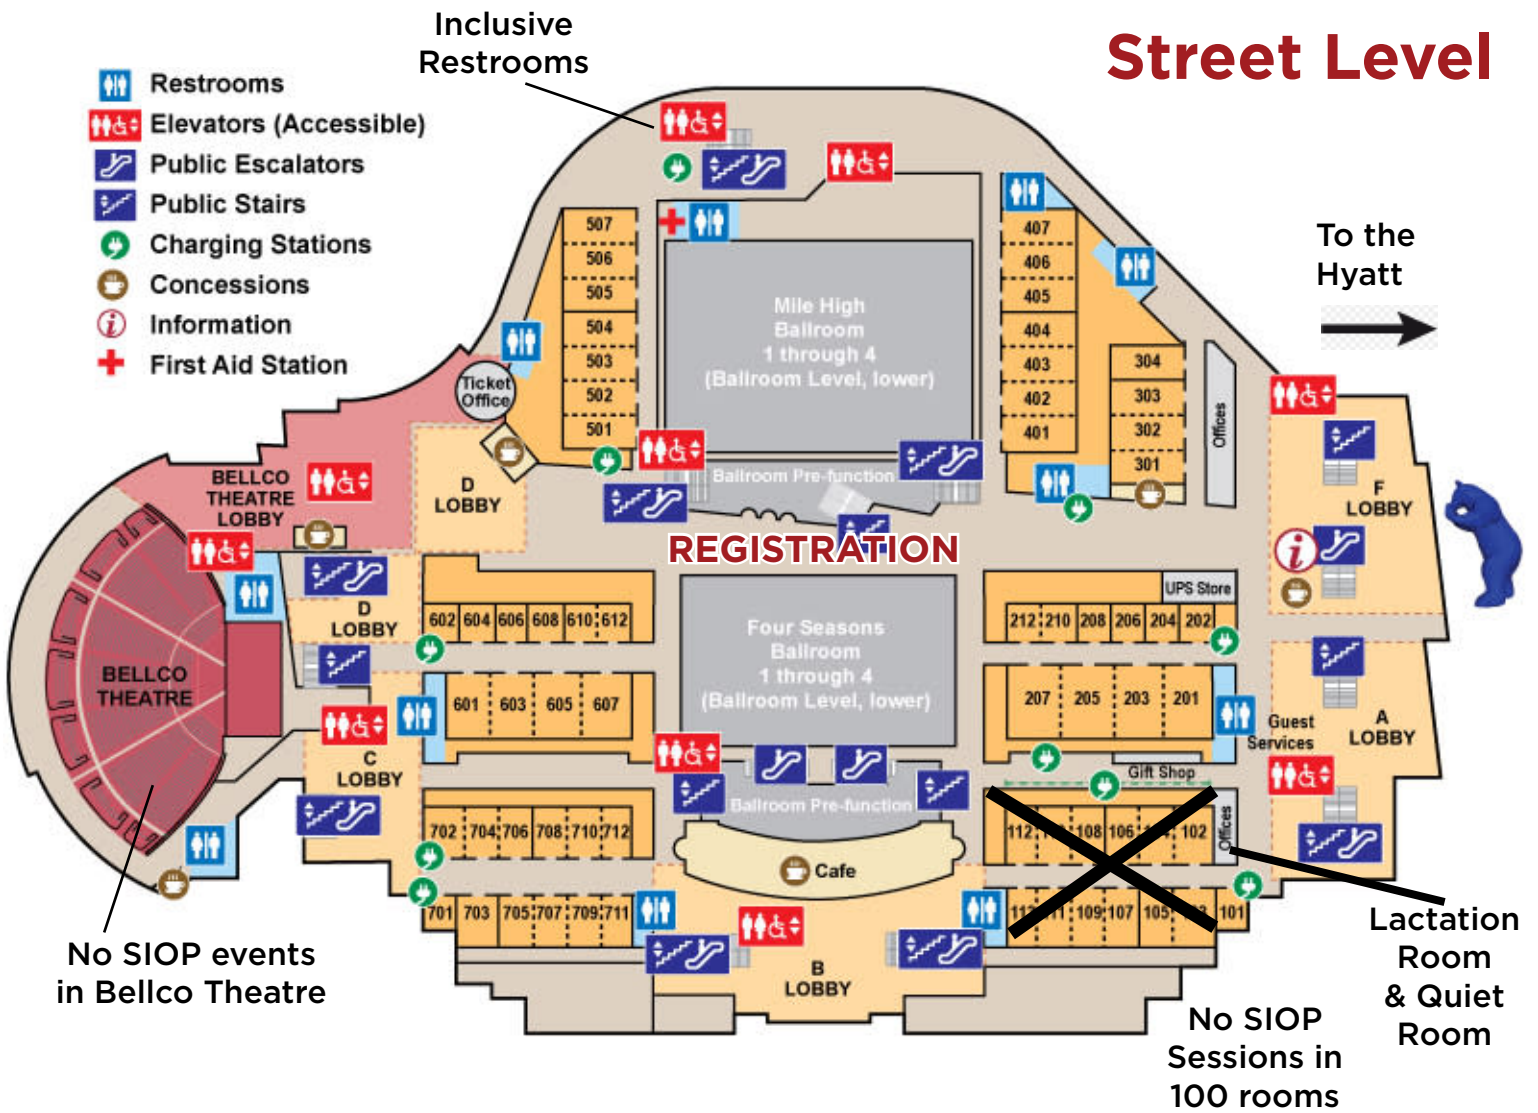 Inclusive
Restrooms
Street Level
Restrooms
Elevators (Accessible)
Public Escalators
Public Stairs
Charging Stations
Concessions
Information
First Aid Station
To the
Hyatt
507
506
505
504
503
502
501
Mile High
Ballroom
1 through 4
(Ballroom Level, lower)
407
406
405
404
403
402
401
304
303
302
301
Offices
Ticket
Office
BELLCO
THEATRE
LOBBY
D
LOBBY
Ballroom Pre-function
F
LOBBY
i
REGISTRATION
D
LOBBY
602 604 606 608 610 612
Four Seasons
Ballroom
1 through 4
(Ballroom Level, lower)
UPS Store
212 210 208 206 204 202
BELLCO
THEATRE
601 603 605 607
207 205 203 201
Guest
Services
A
LOBBY
C
LOBBY
Gift Shop
Ballroom Pre-function
702 704 706 708 710 712
112 108 106 102
Offices
Cafe
701 703 705 707 709 711
109 107 105 101
B
LOBBY
No SIOP events
in Bellco Theatre
Lactation
Room
& Quiet
Room
No SIOP
Sessions in
100 rooms